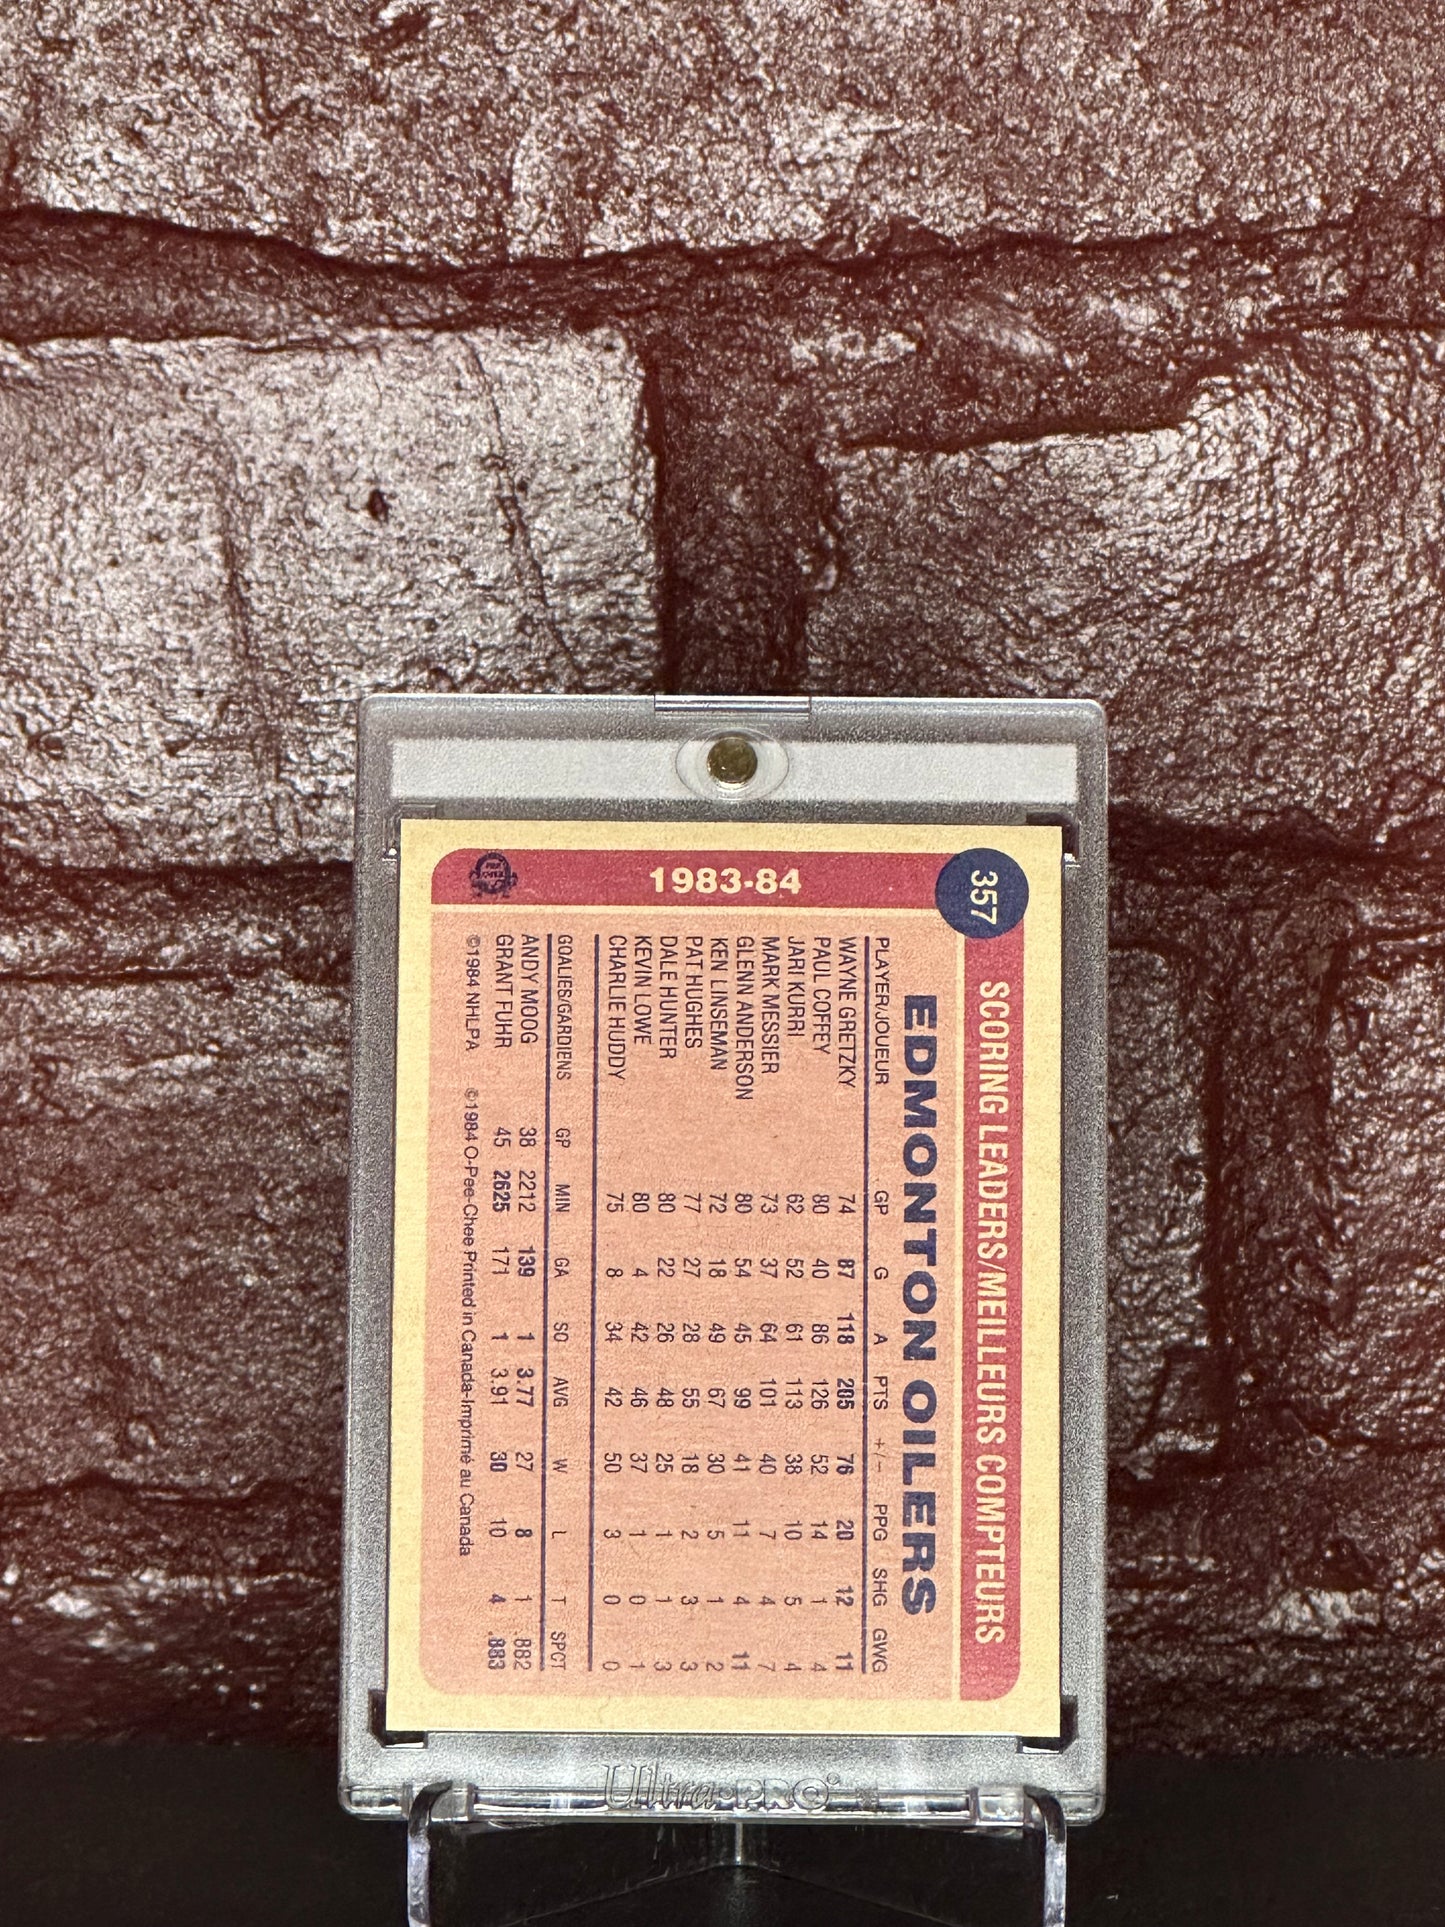 357
SCORING LEADERS/MEILLEURS COMPTEURS
1983-84
EDMONTON OILERS
PLAYER/JOUEUR GP G A PTS +/- PPG SHG GWG
WAYNE GRETZKY 74 87 118 205 76 20 12 11
PAUL COFFEY 80 40 86 126 52 14 1 4
JARI KURRI 62 52 61 113 38 10 5 4
MARK MESSIER 73 37 64 101 40 7 4 7
GLENN ANDERSON 80 54 45 99 41 11 4 11
KEN LINSEMAN 72 18 49 67 30 5 1 2
PAT HUGHES 77 27 28 55 18 2 3 3
DALE HUNTER 80 22 26 48 25 1 1 3
KEVIN LOWE 80 4 42 46 37 1 0 1
CHARLIE HUDDY 75 8 34 42 50 3 0 0
GOALIES/GARDIENS GP MIN GA SO AVG W L T SPCT
ANDY MOOG 38 2212 139 1 3.77 27 8 1 .882
GRANT FUHR 45 2625 171 1 3.91 30 10 4 .883
©1984 NHLPA ©1984 O-Pee-Chee Printed in Canada-Imprimé au Canada
Ultra·PRO